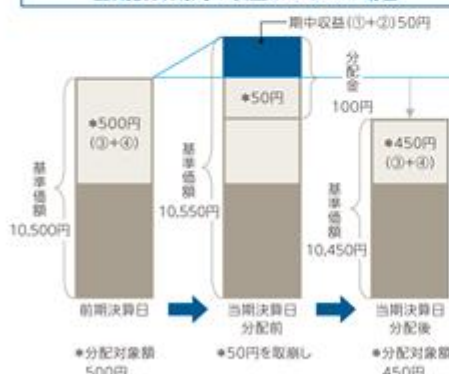 期中収益(①+②)50円
*50円
分配金
100円
*500円
(③+④)
*450円
(③+④)
基準価額
10,500円
基準価額
10,550円
基準価額
10,450円
前期決算日
当期決算日
分配前
当期決算日
分配後
*分配対象額
500円
*50円を取崩し
*分配対象額
450円